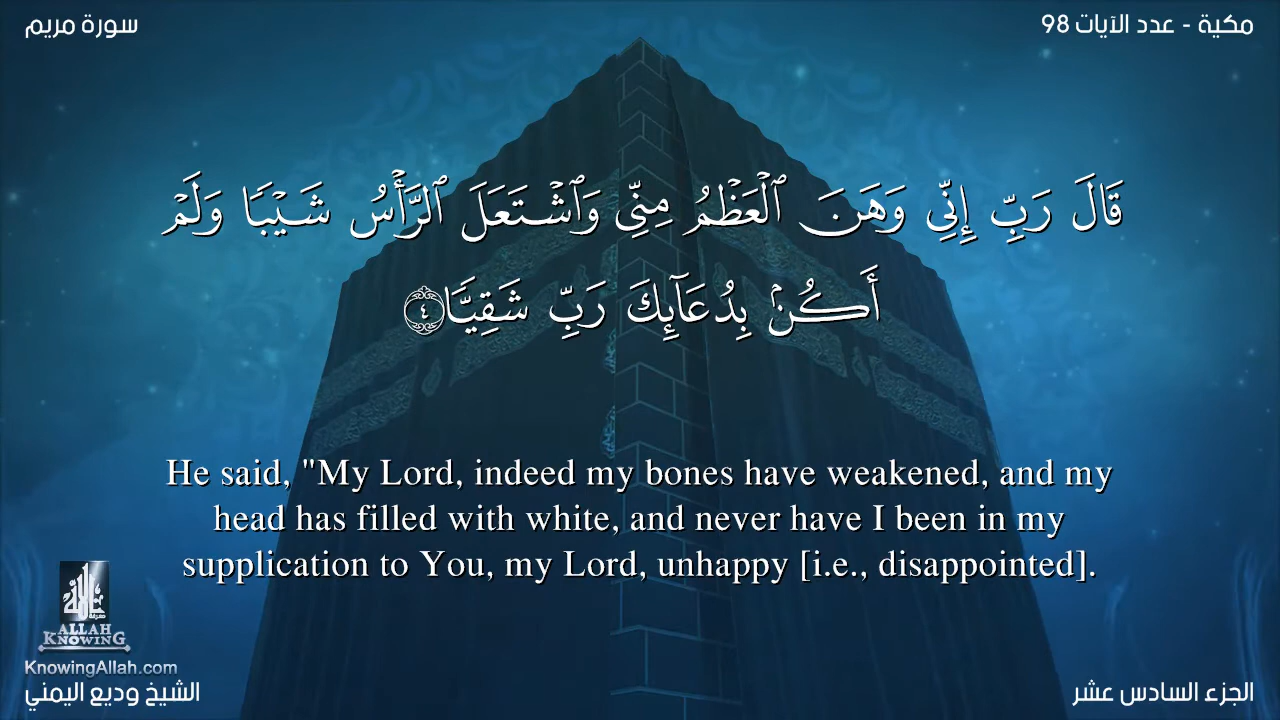 سورة مريم
مكية - عدد الآيات 98
قَالَ رَبِّ إِنِّي وَهَنَ ٱلْعَظْمُ مِنِّي وَٱشْتَعَلَ ٱلرَّأْسُ شَيْبًا وَلَمْ
أَكُنۢ بِدُعَآئِكَ رَبِّ شَقِيًّا ٤
He said, "My Lord, indeed my bones have weakened, and my
head has filled with white, and never have I been in my
supplication to You, my Lord, unhappy [i.e., disappointed].
ALLAH
KNOWING
KnowingAllah.com
الشيخ وديع اليمني
الجزء السادس عشر